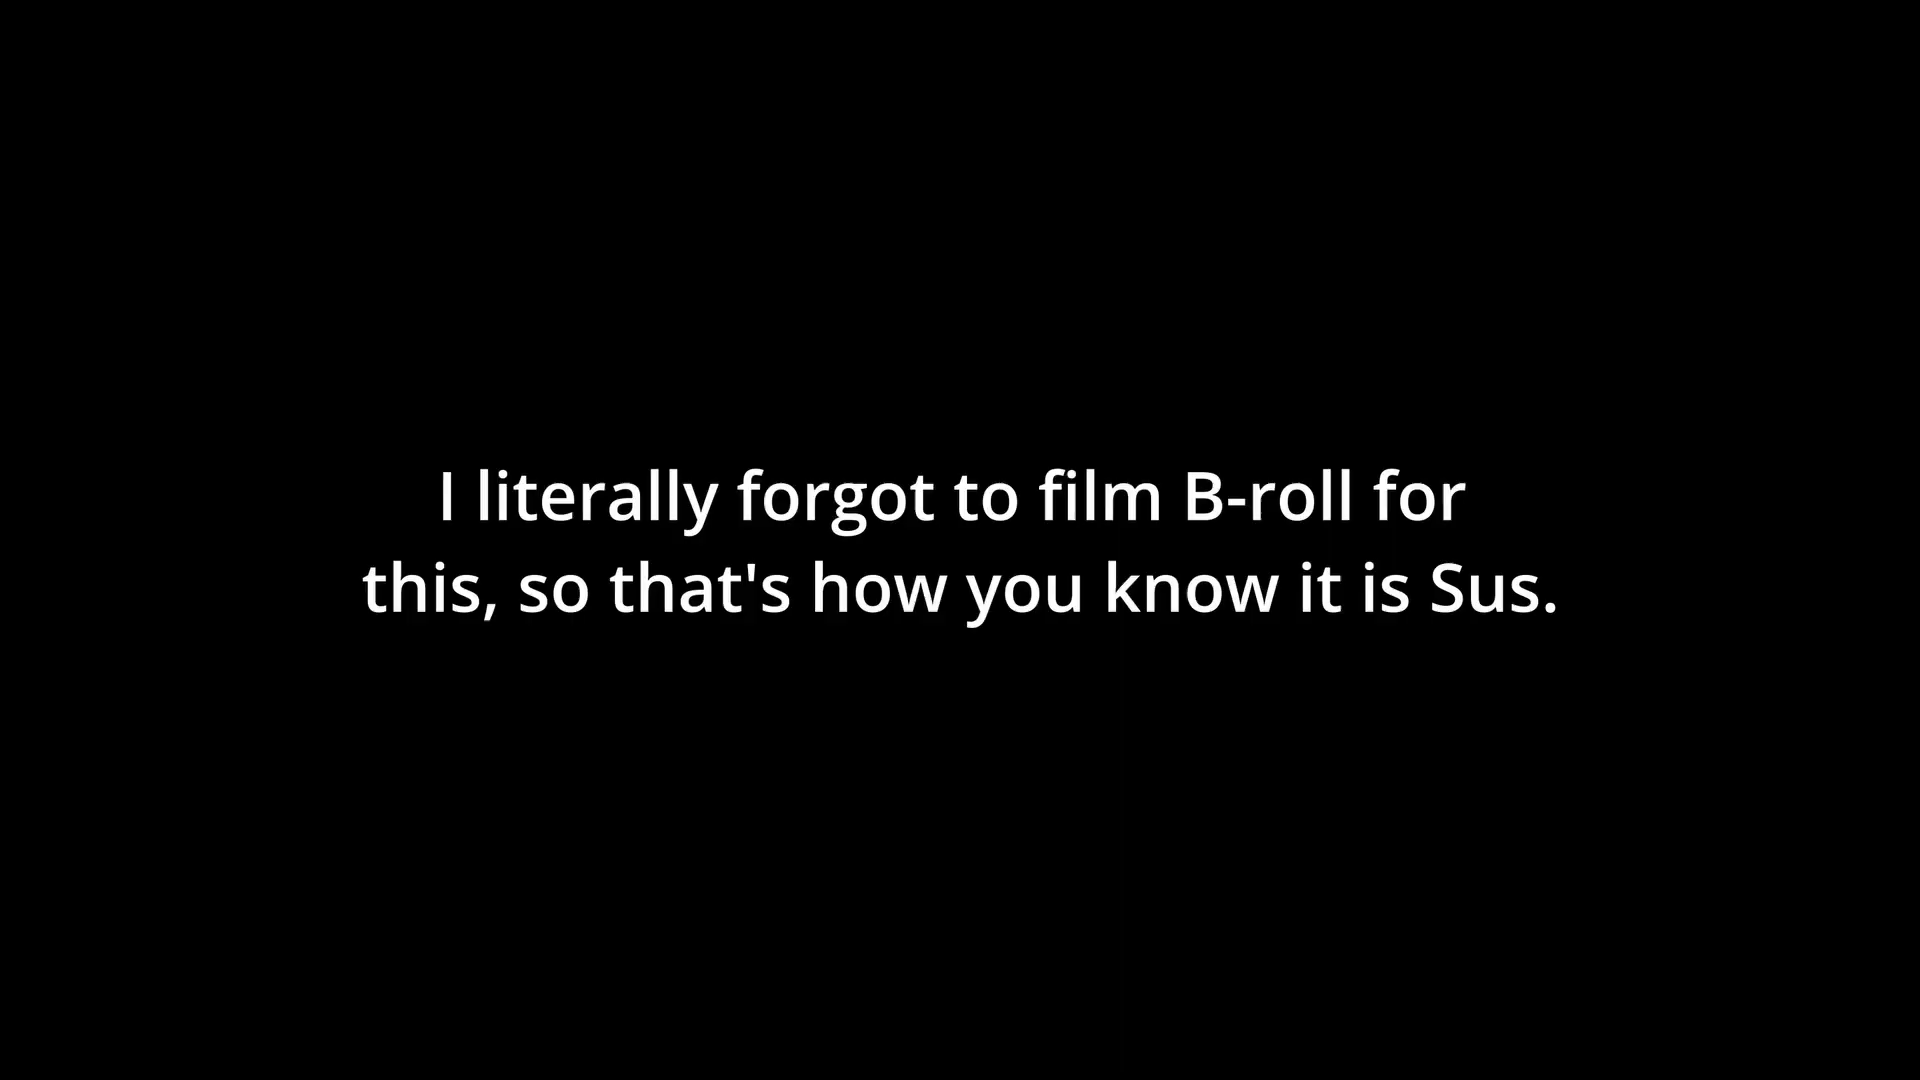 I literally forgot to film B-roll for
this, so that's how you know it is Sus.